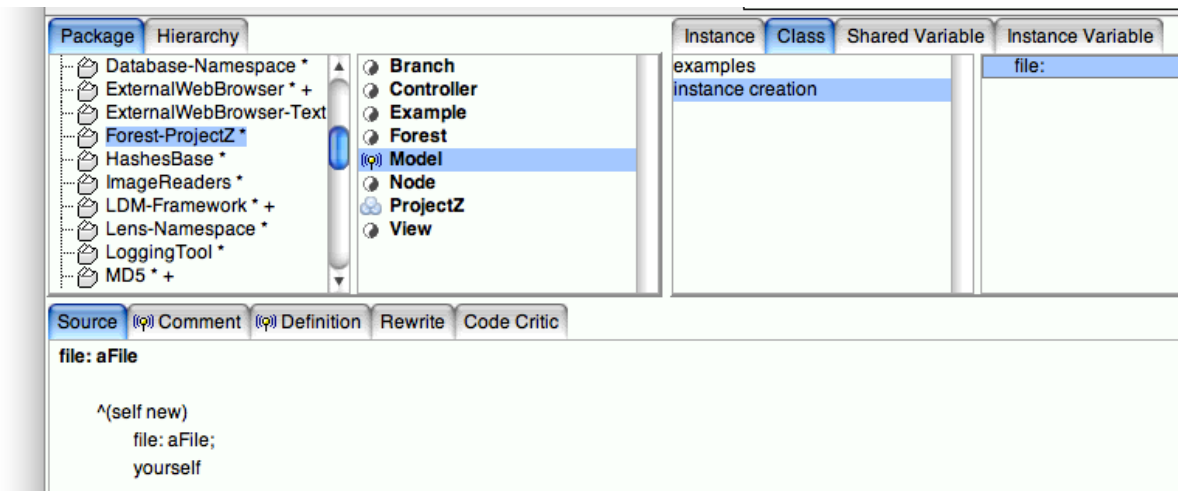 Package Hierarchy
Database-Namespace *
ExternalWebBrowser * +
ExternalWebBrowser-Text
Forest-ProjectZ *
HashesBase *
ImageReaders *
LDM-Framework * +
Lens-Namespace *
LoggingTool *
MD5 * +
Branch
Controller
Example
Forest
Model
Node
ProjectZ
View
Instance Class Shared Variable Instance Variable
examples
instance creation
file:
Source Comment Definition Rewrite Code Critic
file: aFile
^(self new)
file: aFile;
yourself